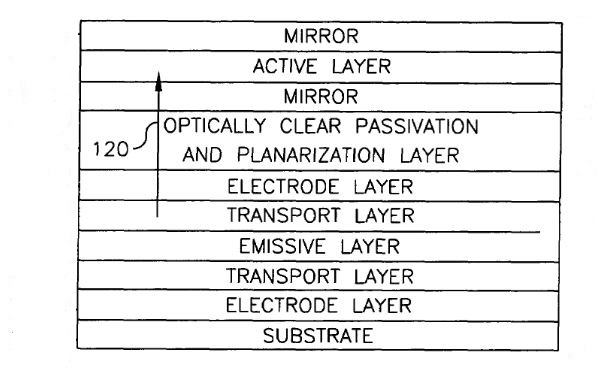 MIRROR
ACTIVE LAYER
MIRROR
OPTICALLY CLEAR PASSIVATION
120
AND PLANARIZATION LAYER
ELECTRODE LAYER
TRANSPORT LAYER
EMISSIVE LAYER
TRANSPORT LAYER
ELECTRODE LAYER
SUBSTRATE